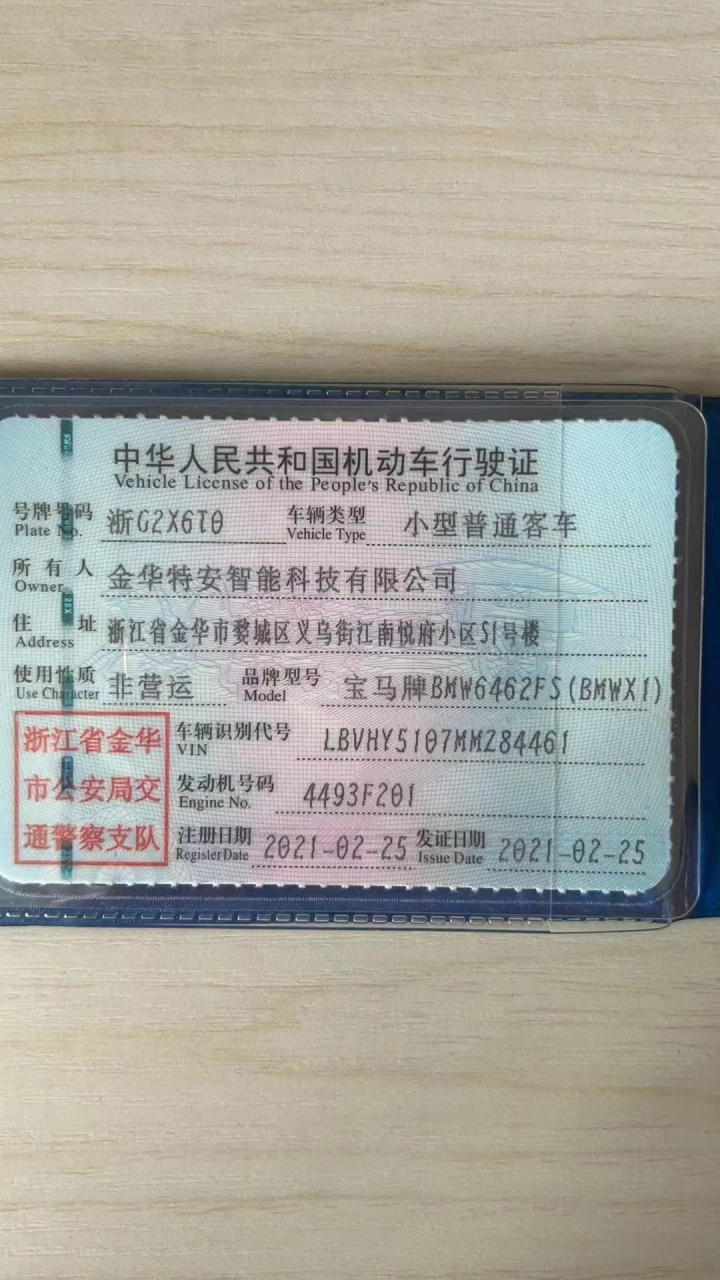 中华人民共和国机动车行驶证
Vehicle License of the People's Republic of China
号牌号码 浙G2X6T0 车辆类型 小型普通客车
Plate No. Vehicle Type
所有人 金华特安智能科技有限公司
Owner
住址 浙江省金华市婺城区义乌街江南悦府小区S1号楼
Address
使用性质 非营运 品牌型号 宝马牌BMW6462FS(BMWX1)
Use Character Model
浙江省金华
市公安局交
通警察支队
车辆识别代号 LBVHY5107MMZ84461
VIN
发动机号码 4493F201
Engine No.
注册日期 2021-02-25 发证日期 2021-02-25
Register Date Issue Date